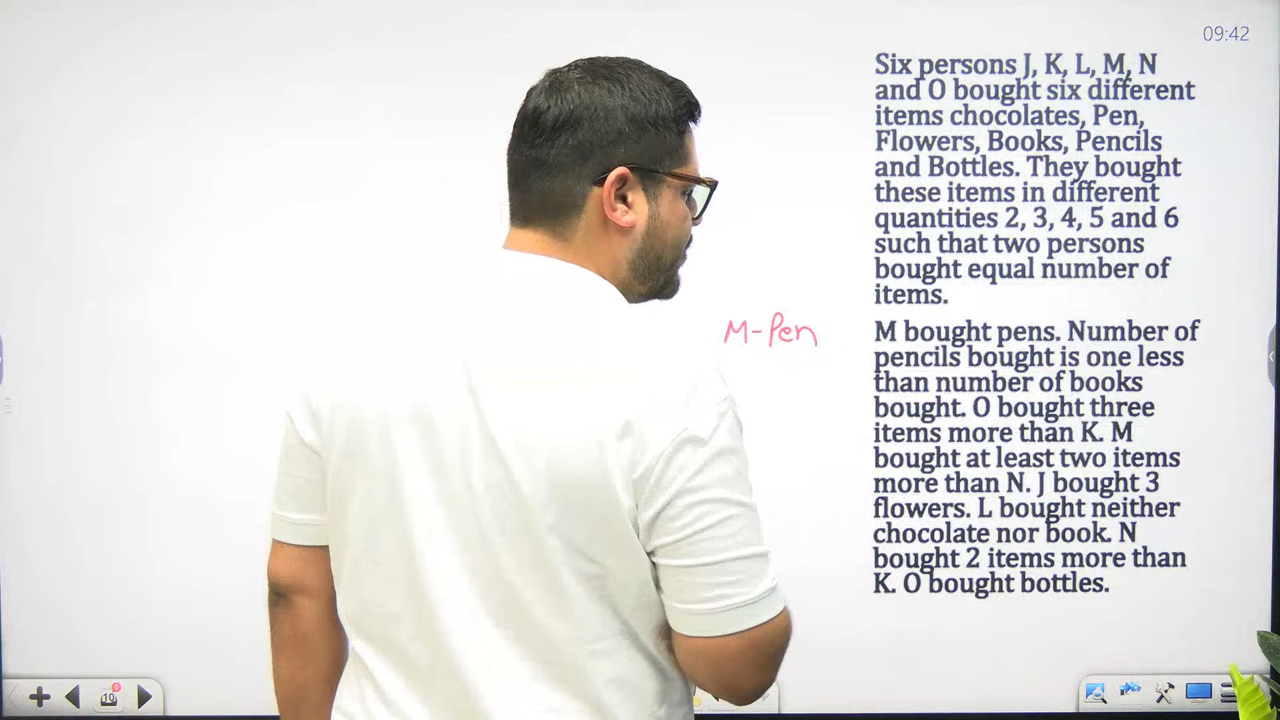 09:42
Six persons J, K, L, M, N
and O bought six different
items chocolates, Pen,
Flowers, Books, Pencils
and Bottles. They bought
these items in different
quantities 2, 3, 4, 5 and 6
such that two persons
bought equal number of
items.
M-Pen
M bought pens. Number of
pencils bought is one less
than number of books
bought. O bought three
items more than K. M
bought at least two items
more than N. J bought 3
flowers. L bought neither
chocolate nor book. N
bought 2 items more than
K. O bought bottles.
10